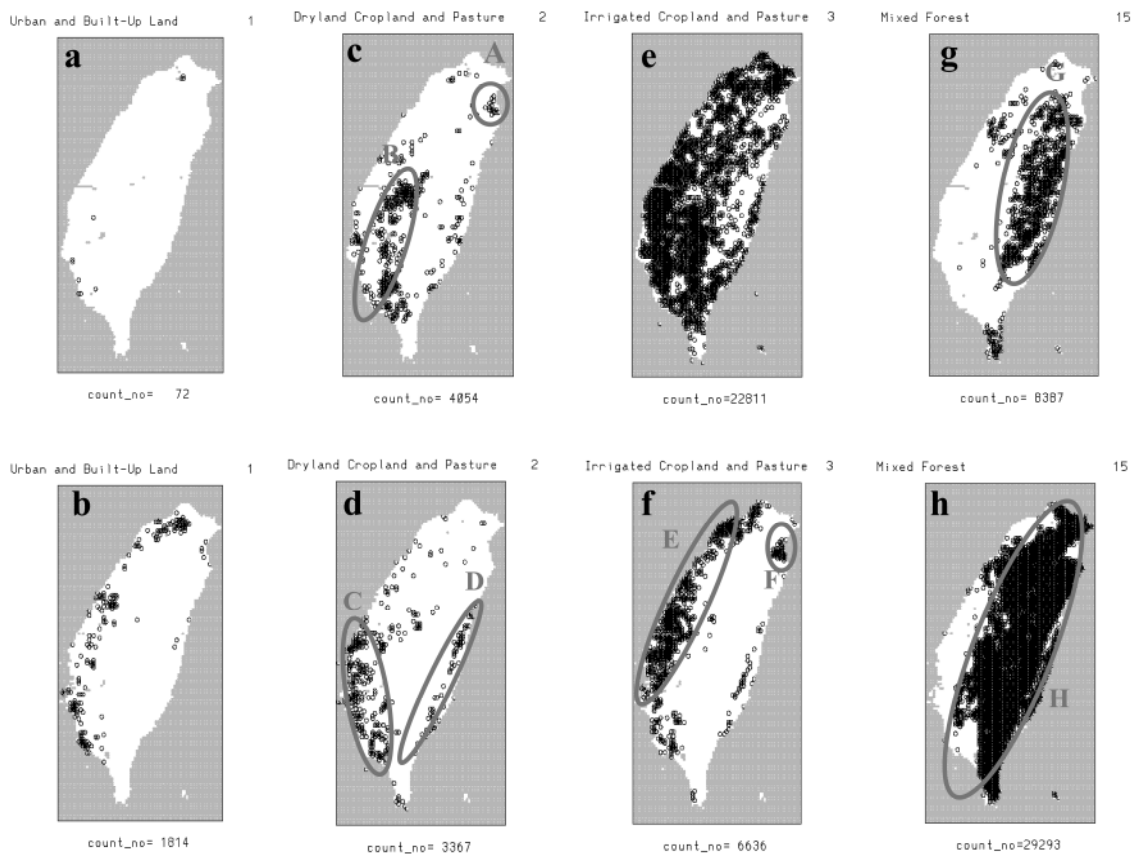 Urban and Built-Up Land 1
a
count_no= 72
Dryland Cropland and Pasture 2
c
A
B
count_no= 4054
Irrigated Cropland and Pasture 3
e
count_no=22811
Mixed Forest 15
g
G
count_no= 8387
Urban and Built-Up Land 1
b
count_no= 1814
Dryland Cropland and Pasture 2
d
C
D
count_no= 3367
Irrigated Cropland and Pasture 3
f
E
F
count_no= 6636
Mixed Forest 15
h
H
count_no=29293